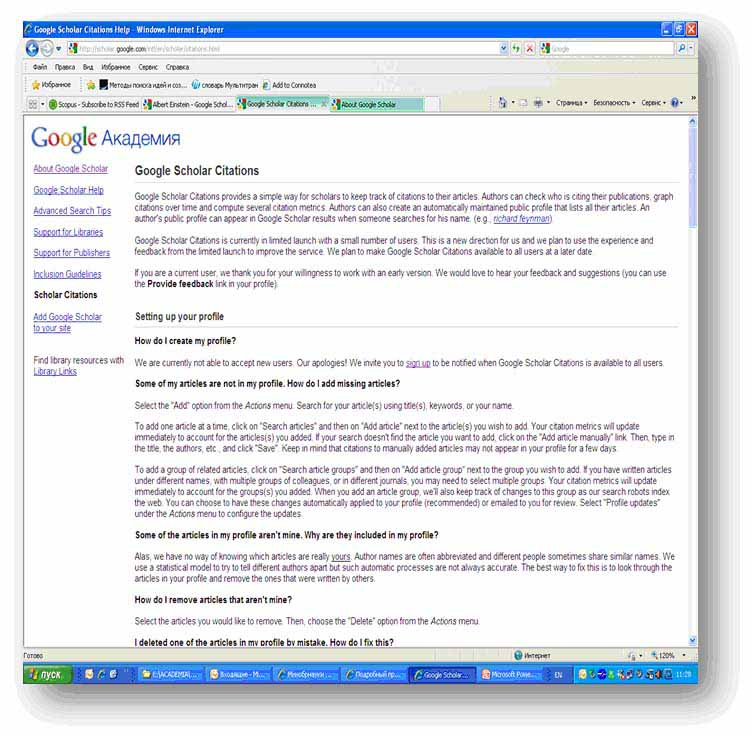 Google Scholar Citations Help - Windows Internet Explorer
http://scholar.google.com/intl/en/scholar/citations.html
Google
Файл Правка Вид Избранное Сервис Справка
Избранное Методы поиска идей и соз... словарь Мультитран Add to Connotea
Scopus - Subscribe to RSS Feed Albert Einstein - Google Schol... Google Scholar Citations ... About Google Scholar Страница Безопасность Сервис
Google Академия
About Google Scholar
Google Scholar Help
Advanced Search Tips
Support for Libraries
Support for Publishers
Inclusion Guidelines
Scholar Citations
Add Google Scholar
to your site
Find library resources with
Library Links
Google Scholar Citations
Google Scholar Citations provides a simple way for scholars to keep track of citations to their articles. Authors can check who is citing their publications, graph
citations over time and compute several citation metrics. Authors can also create an automatically maintained public profile that lists all their articles. An
author's public profile can appear in Google Scholar results when someone searches for his name. (e.g., richard feynman).
Google Scholar Citations is currently in limited launch with a small number of users. This is a new direction for us and we plan to use the experience and
feedback from the limited launch to improve the service. We plan to make Google Scholar Citations available to all users at a later date.
If you are a current user, we thank you for your willingness to work with an early version. We would love to hear your feedback and suggestions (you can use
the Provide feedback link in your profile).
Setting up your profile
How do I create my profile?
We are currently not able to accept new users. Our apologies! We invite you to sign up to be notified when Google Scholar Citations is available to all users.
Some of my articles are not in my profile. How do I add missing articles?
Select the "Add" option from the Actions menu. Search for your article(s) using title(s), keywords, or your name.
To add one article at a time, click on "Search articles" and then on "Add article" next to the article(s) you wish to add. Your citation metrics will update
immediately to account for the articles(s) you added. If your search doesn't find the article you want to add, click on the "Add article manually" link. Then, type in
the title, the authors, etc., and click "Save". Keep in mind that citations to manually added articles may not appear in your profile for a few days.
To add a group of related articles, click on "Search article groups" and then on "Add article group" next to the group you wish to add. If you have written articles
under different names, with multiple groups of colleagues, or in different journals, you may need to select multiple groups. Your citation metrics will update
immediately to account for the groups(s) you added. When you add an article group, we'll also keep track of changes to this group as our search robots index
the web. You can choose to have these changes automatically applied to your profile (recommended) or emailed to you for review. Select "Profile updates"
under the Actions menu to configure the updates.
Some of the articles in my profile aren't mine. Why are they included in my profile?
Alas, we have no way of knowing which articles are really yours. Author names are often abbreviated and different people sometimes share similar names. We
use a statistical model to try to tell different authors apart but such automatic processes are not always accurate. The best way to fix this is to look through the
articles in your profile and remove the ones that were written by others.
How do I remove articles that aren't mine?
Select the articles you would like to remove. Then, choose the "Delete" option from the Actions menu.
I deleted one of the articles in my profile by mistake. How do I fix this?
Готово Интернет 120%
пуск E:\ACADEMIA\... Входящие - M... Минобрнауки ... Подробный пр... Google Scholar... Microsoft Powe... EN 11:29